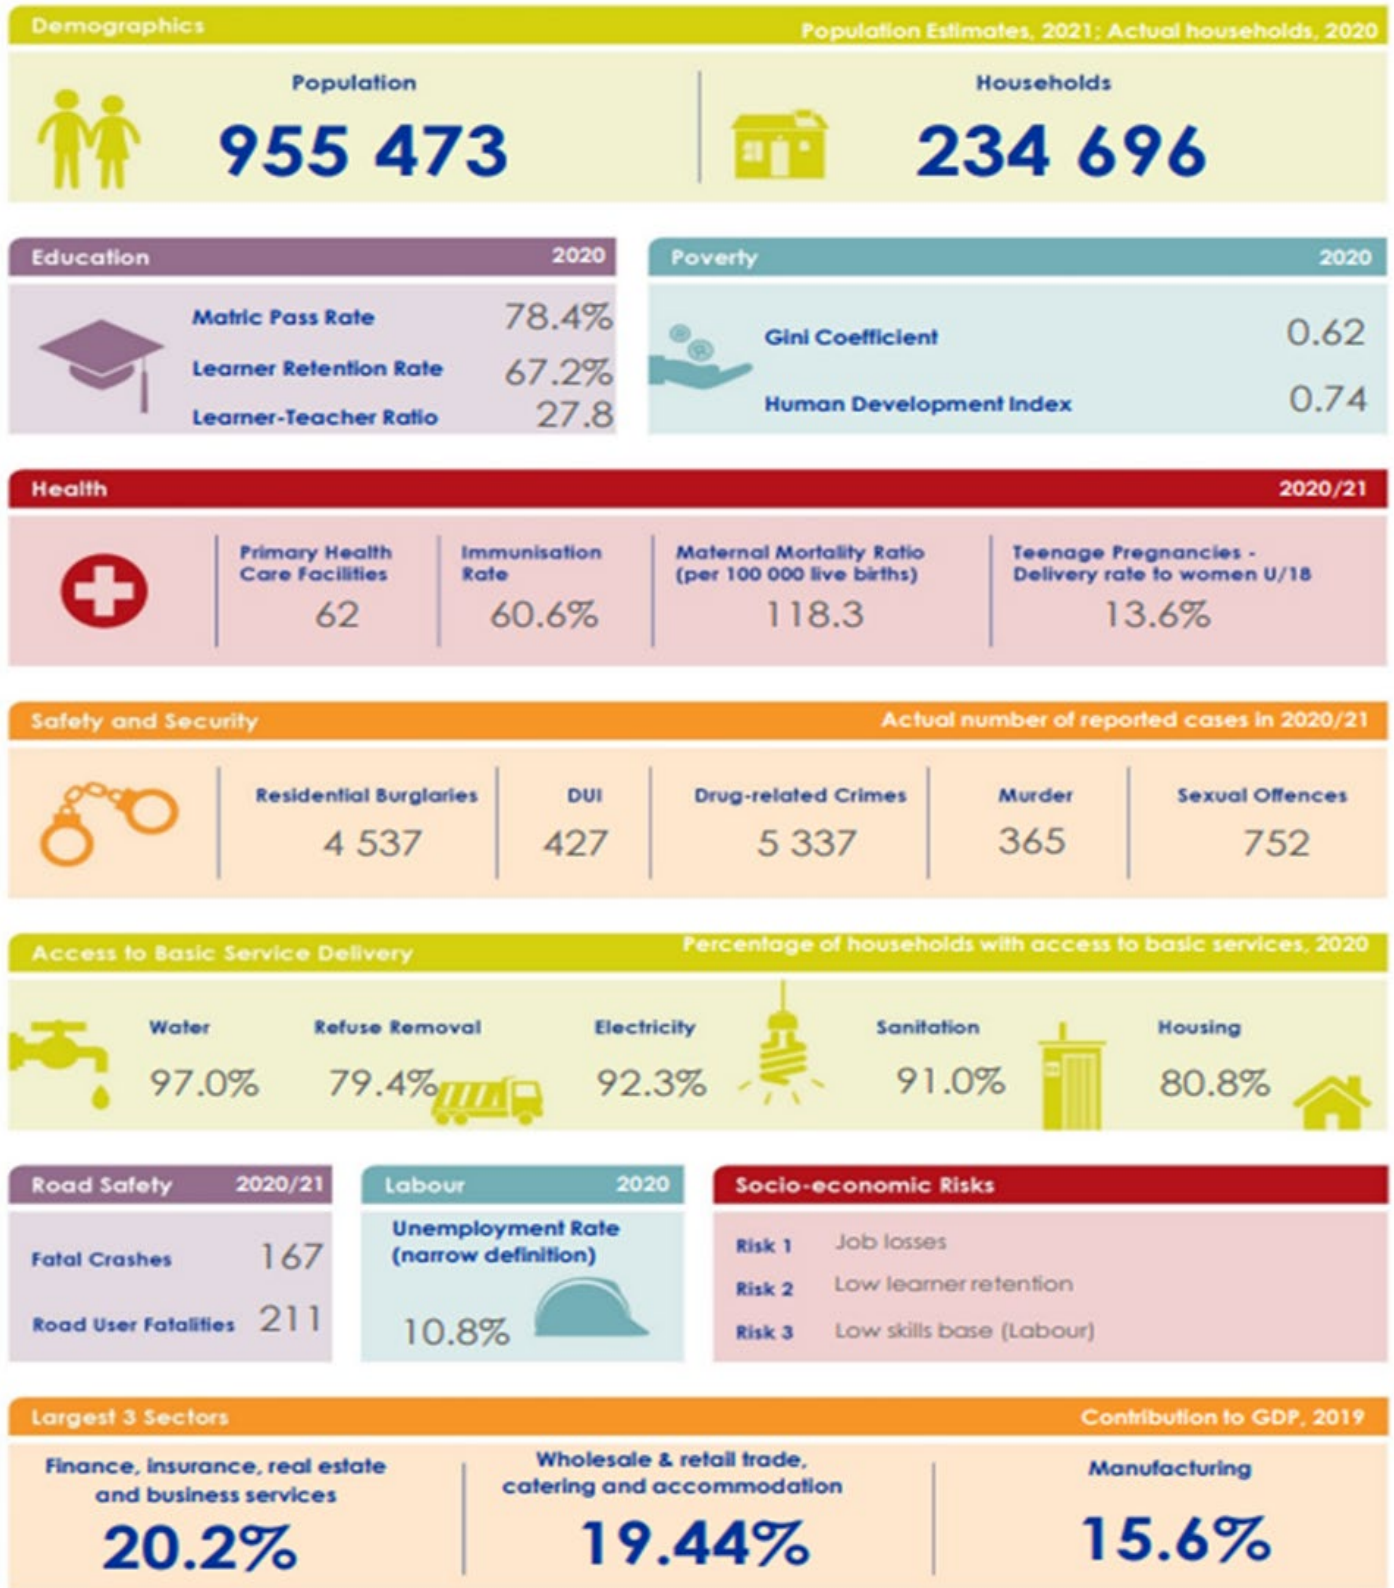 Demographics
Population Estimates, 2021; Actual households, 2020
Population
955 473
Households
234 696
Education 2020
Matric Pass Rate 78.4%
Learner Retention Rate 67.2%
Learner-Teacher Ratio 27.8
Poverty 2020
Gini Coefficient 0.62
Human Development Index 0.74
Health 2020/21
Primary Health
Care Facilities
62
Immunisation
Rate
60.6%
Maternal Mortality Ratio
(per 100 000 live births)
118.3
Teenage Pregnancies -
Delivery rate to women U/18
13.6%
Safety and Security
Actual number of reported cases in 2020/21
Residential Burglaries
4 537
DUI
427
Drug-related Crimes
5 337
Murder
365
Sexual Offences
752
Access to Basic Service Delivery
Percentage of households with access to basic services, 2020
Water
97.0%
Refuse Removal
79.4%
Electricity
92.3%
Sanitation
91.0%
Housing
80.8%
Road Safety 2020/21
Fatal Crashes 167
Road User Fatalities 211
Labour 2020
Unemployment Rate
(narrow definition)
10.8%
Socio-economic Risks
Risk 1 Job losses
Risk 2 Low learner retention
Risk 3 Low skills base (Labour)
Largest 3 Sectors
Contribution to GDP, 2019
Finance, insurance, real estate
and business services
20.2%
Wholesale & retail trade,
catering and accommodation
19.44%
Manufacturing
15.6%